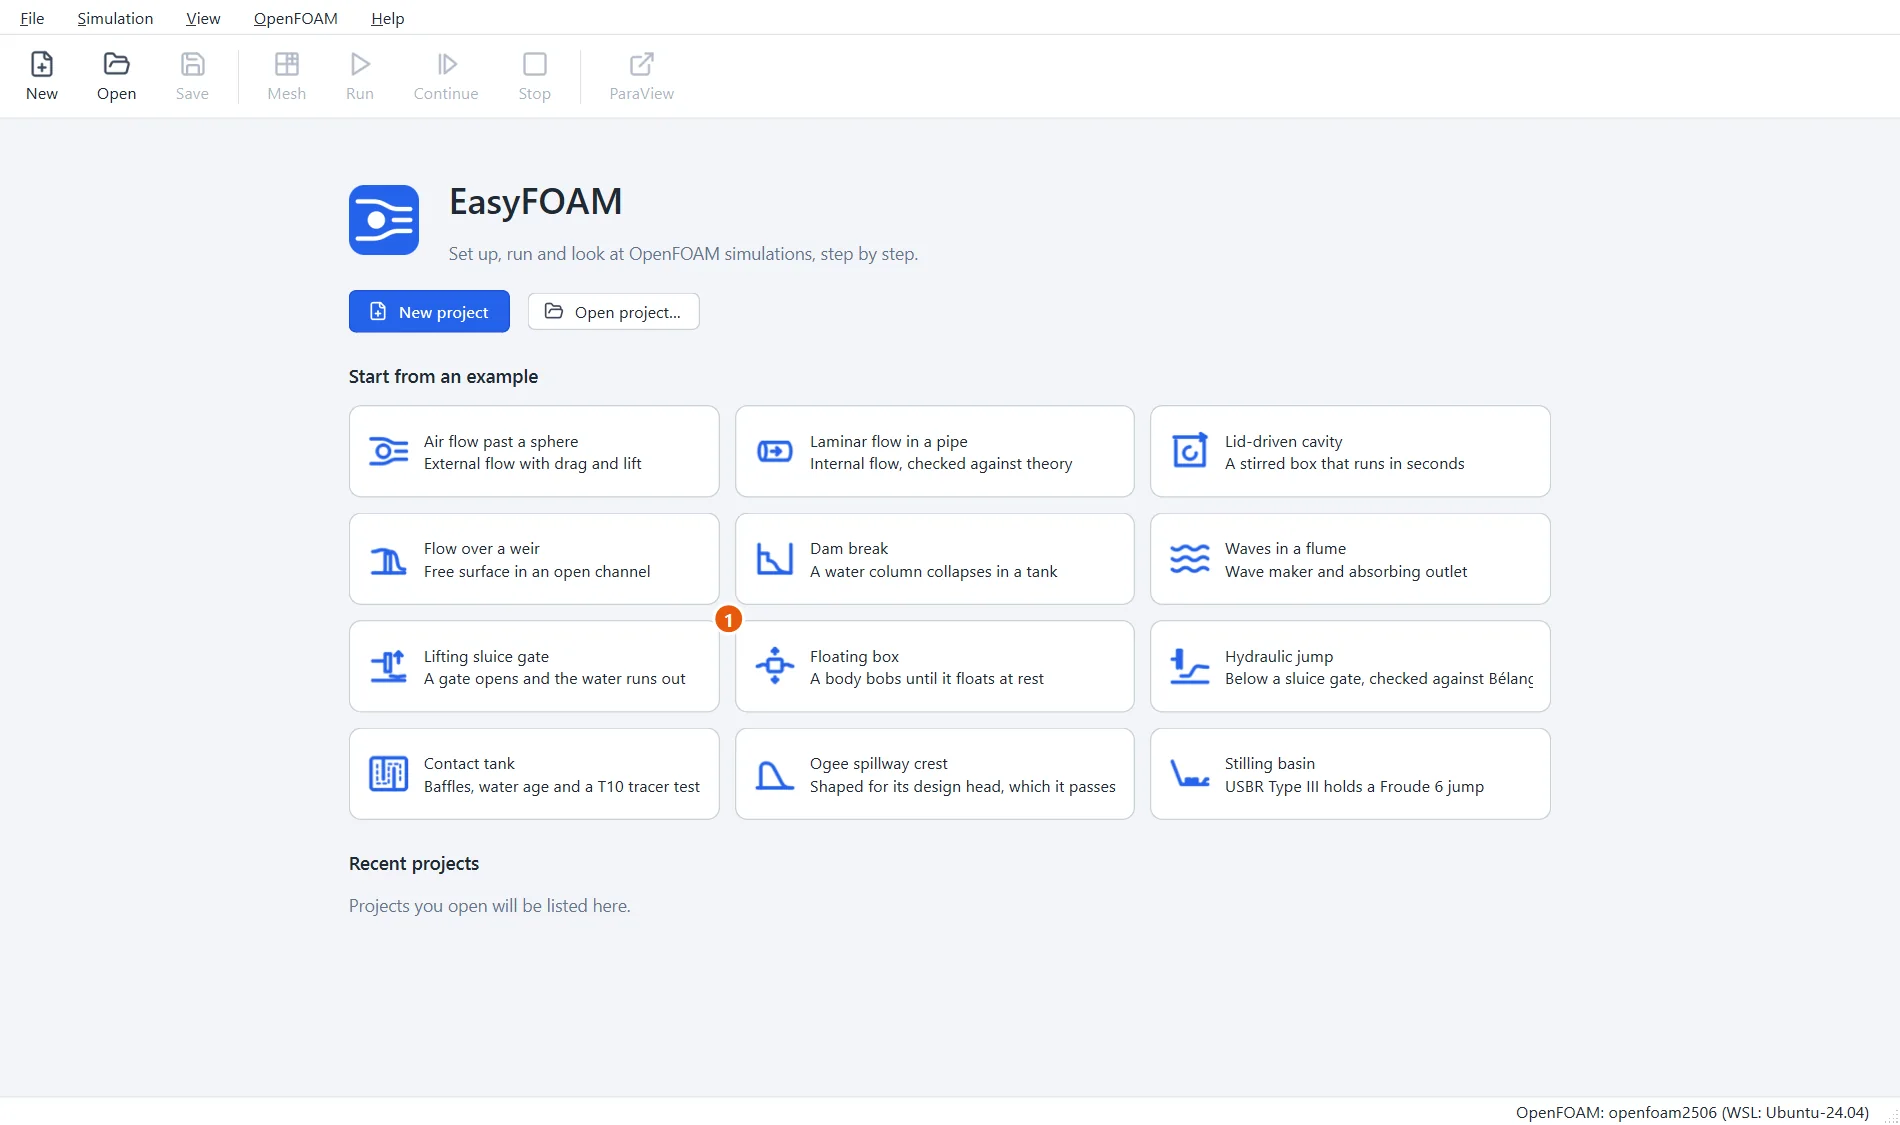 File Simulation View OpenFOAM Help
New Open Save Mesh Run Continue Stop ParaView
EasyFOAM
Set up, run and look at OpenFOAM simulations, step by step.
New project Open project...
Start from an example
Air flow past a sphere
External flow with drag and lift
Laminar flow in a pipe
Internal flow, checked against theory
Lid-driven cavity
A stirred box that runs in seconds
Flow over a weir
Free surface in an open channel
Dam break
A water column collapses in a tank
Waves in a flume
Wave maker and absorbing outlet
1
Lifting sluice gate
A gate opens and the water runs out
Floating box
A body bobs until it floats at rest
Hydraulic jump
Below a sluice gate, checked against Bélang
Contact tank
Baffles, water age and a T10 tracer test
Ogee spillway crest
Shaped for its design head, which it passes
Stilling basin
USBR Type III holds a Froude 6 jump
Recent projects
Projects you open will be listed here.
OpenFOAM: openfoam2506 (WSL: Ubuntu-24.04)